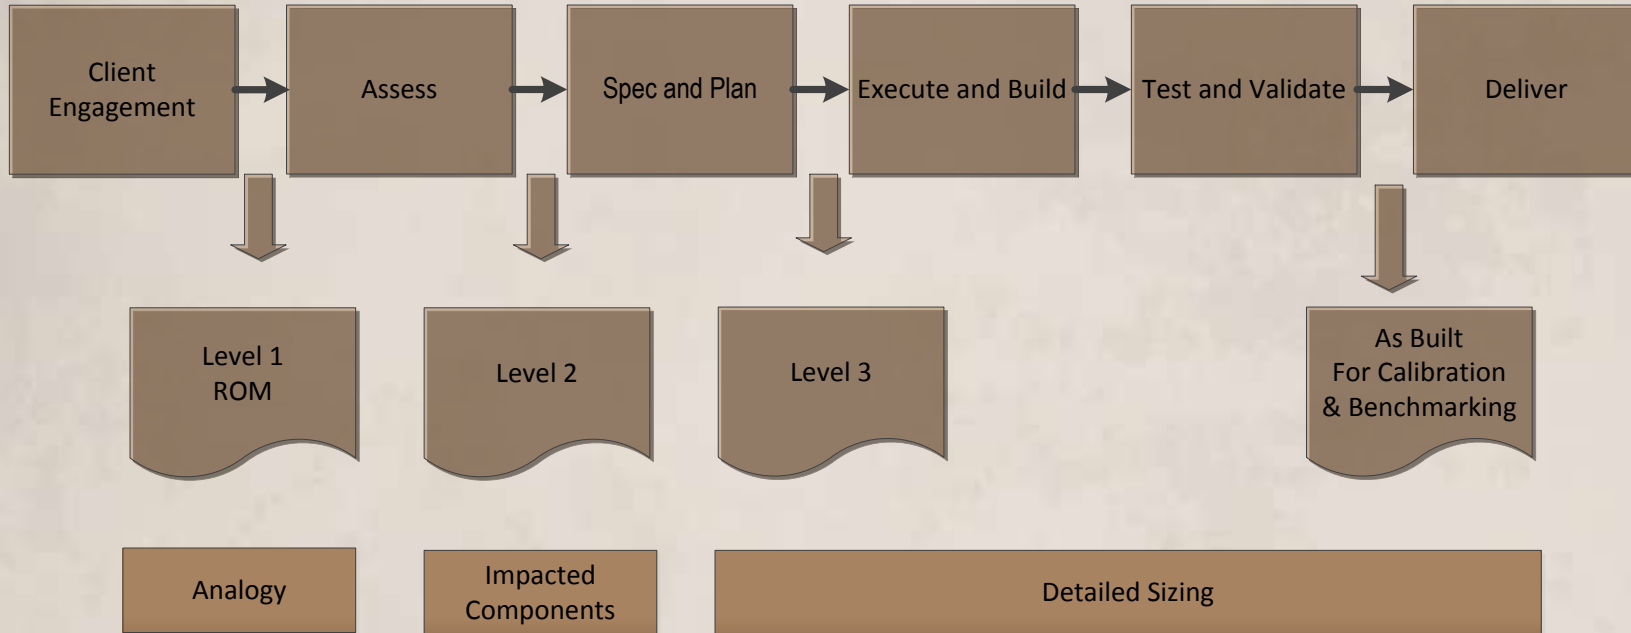 Client
Engagement
Assess
Spec and Plan
Execute and Build
Test and Validate
Deliver
Level 1
ROM
Level 2
Level 3
As Built
For Calibration
& Benchmarking
Analogy
Impacted
Components
Detailed Sizing